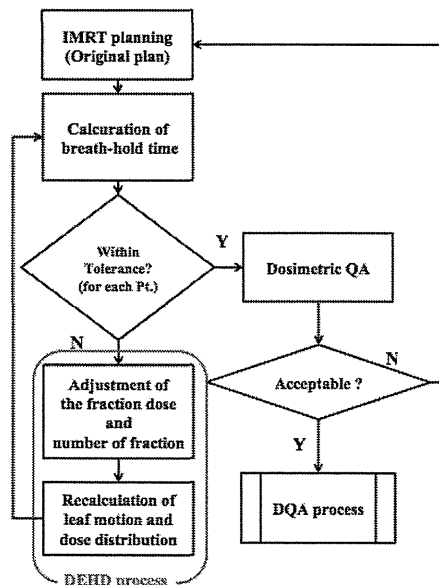 IMRT planning
(Original plan)
Calcuration of
breath-hold time
Within
Tolerance?
(for each Pt.)
Y
Dosimetric QA
N
Adjustment of
the fraction dose
and
number of fraction
Recalculation of
leaf motion and
dose distribution
DEHD process
Acceptable ?
N
Y
DQA process